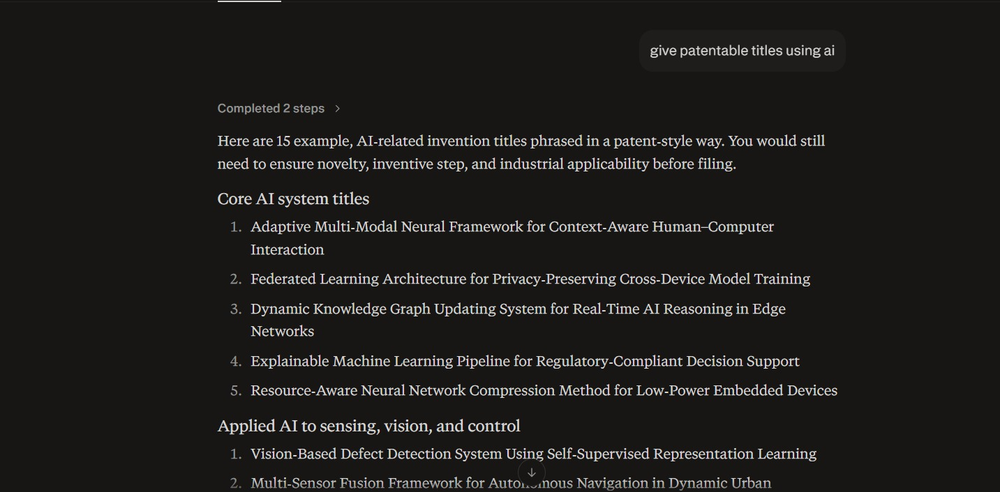 give patentable titles using ai
Completed 2 steps
Here are 15 example, AI-related invention titles phrased in a patent-style way. You would still
need to ensure novelty, inventive step, and industrial applicability before filing.
Core AI system titles
1. Adaptive Multi-Modal Neural Framework for Context-Aware Human–Computer
Interaction
2. Federated Learning Architecture for Privacy-Preserving Cross-Device Model Training
3. Dynamic Knowledge Graph Updating System for Real-Time AI Reasoning in Edge
Networks
4. Explainable Machine Learning Pipeline for Regulatory-Compliant Decision Support
5. Resource-Aware Neural Network Compression Method for Low-Power Embedded Devices
Applied AI to sensing, vision, and control
1. Vision-Based Defect Detection System Using Self-Supervised Representation Learning
2. Multi-Sensor Fusion Framework for Autonomous Navigation in Dynamic Urban